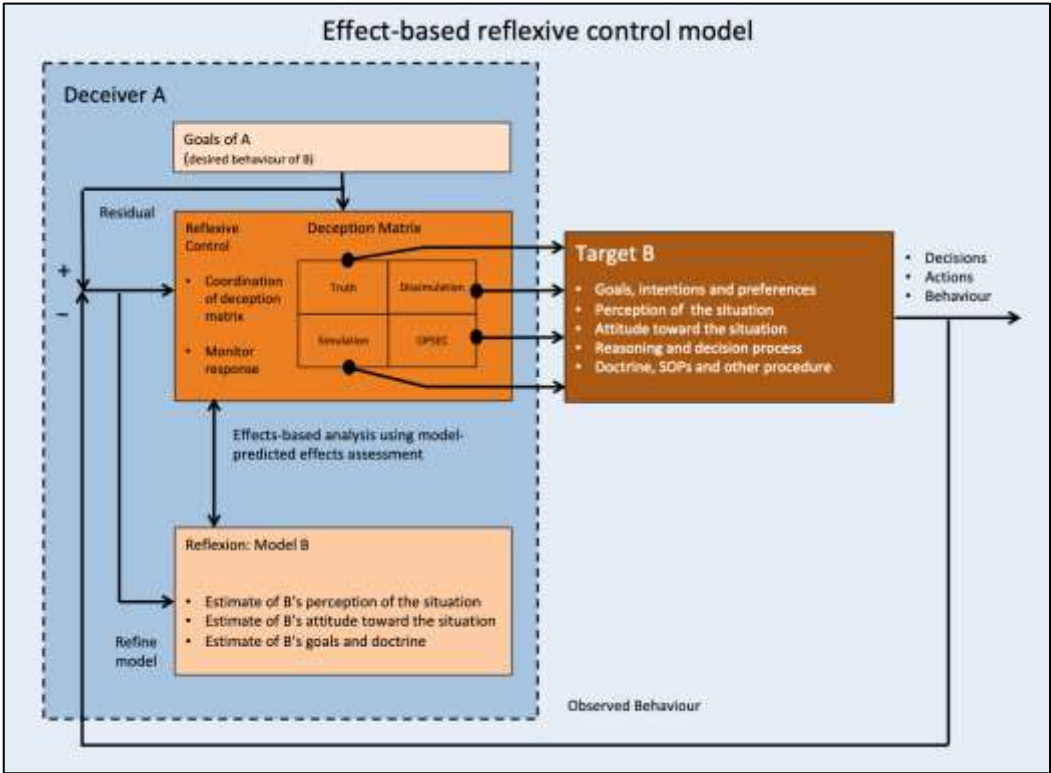 Effect-based reflexive control model
Deceiver A
Goals of A
(desired behaviour of B)
Residual
Reflexive
Control
• Coordination
of deception
matrix
• Monitor
response
Deception Matrix
Truth
Disimulation
Simulation
OPSEC
+
–
Target B
• Goals, intentions and preferences
• Perception of the situation
• Attitude toward the situation
• Reasoning and decision process
• Doctrine, SOPs and other procedure
• Decisions
• Actions
• Behaviour
Effects-based analysis using model-
predicted effects assessment
Reflexion: Model B
• Estimate of B's perception of the situation
• Estimate of B's attitude toward the situation
• Estimate of B's goals and doctrine
Refine
model
Observed Behaviour